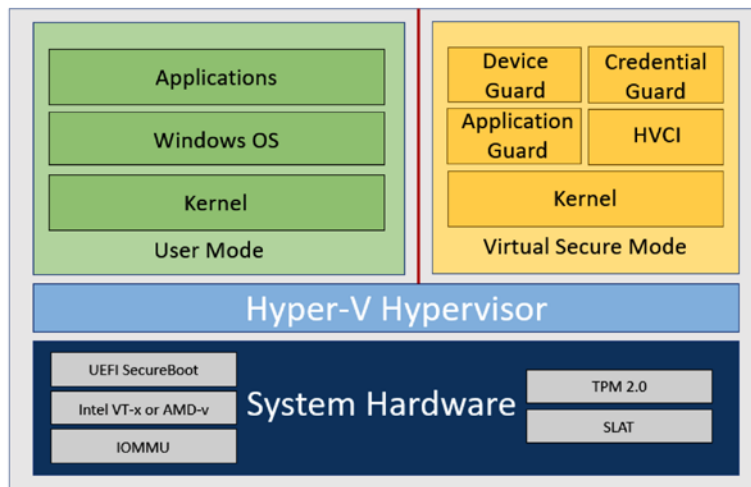 Applications
Windows OS
Kernel
User Mode
Device
Guard
Credential
Guard
Application
Guard
HVCI
Kernel
Virtual Secure Mode
Hyper-V Hypervisor
UEFI SecureBoot
Intel VT-x or AMD-v
IOMMU
System Hardware
TPM 2.0
SLAT